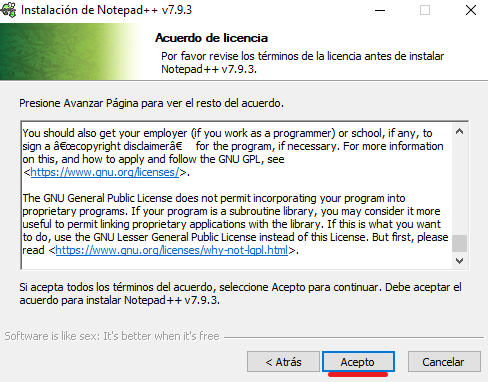 Instalación de Notepad++ v7.9.3
Acuerdo de licencia
Por favor revise los términos de la licencia antes de instalar
Notepad++ v7.9.3.
Presione Avanzar Página para ver el resto del acuerdo.
You should also get your employer (if you work as a programmer) or school, if any, to
sign a â€œcopyright disclaimerâ€ for the program, if necessary. For more information
on this, and how to apply and follow the GNU GPL, see
<https://www.gnu.org/licenses/>.
The GNU General Public License does not permit incorporating your program into
proprietary programs. If your program is a subroutine library, you may consider it more
useful to permit linking proprietary applications with the library. If this is what you want
to do, use the GNU Lesser General Public License instead of this License. But first, please
read <https://www.gnu.org/licenses/why-not-lgpl.html>.
Si acepta todos los términos del acuerdo, seleccione Acepto para continuar. Debe aceptar el
acuerdo para instalar Notepad++ v7.9.3.
Software is like sex: It's better when it's free
< Atrás
Acepto
Cancelar